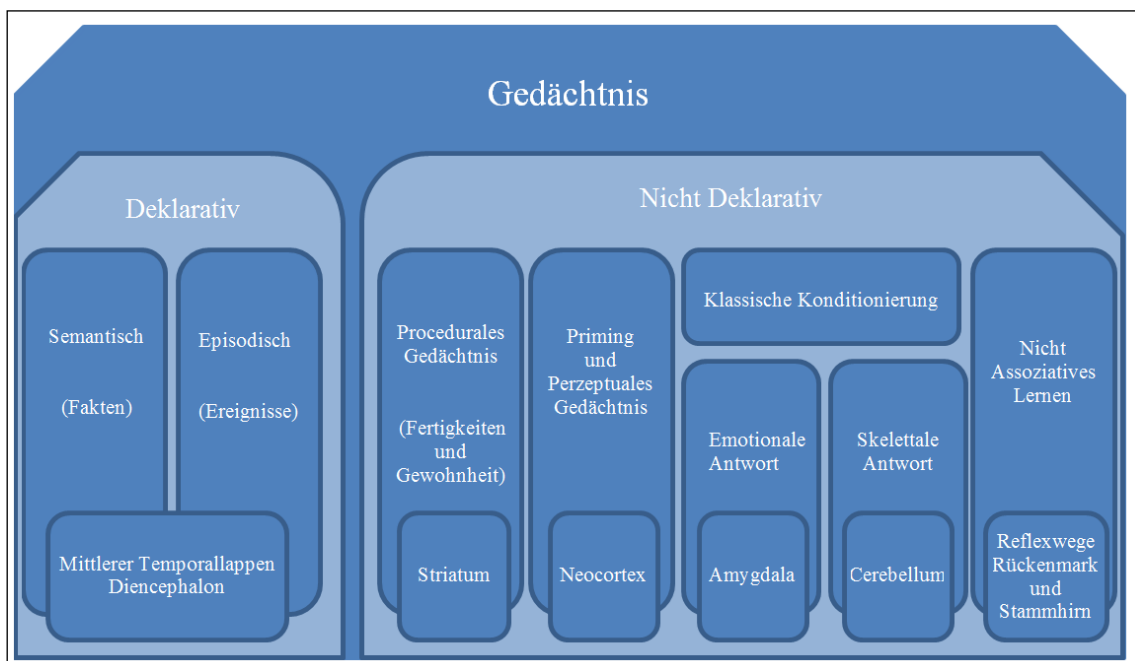 Gedächtnis
Deklarativ
Semantisch
(Fakten)
Episodisch
(Ereignisse)
Mittlerer Temporallappen
Diencephalon
Nicht Deklarativ
Procedurales
Gedächtnis
(Fertigkeiten
und
Gewohnheit)
Striatum
Priming
und
Perzeptuales
Gedächtnis
Neocortex
Klassische Konditionierung
Emotionale
Antwort
Amygdala
Skelettale
Antwort
Cerebellum
Nicht
Assoziatives
Lernen
Reflexwege
Rückenmark
und
Stammhirn